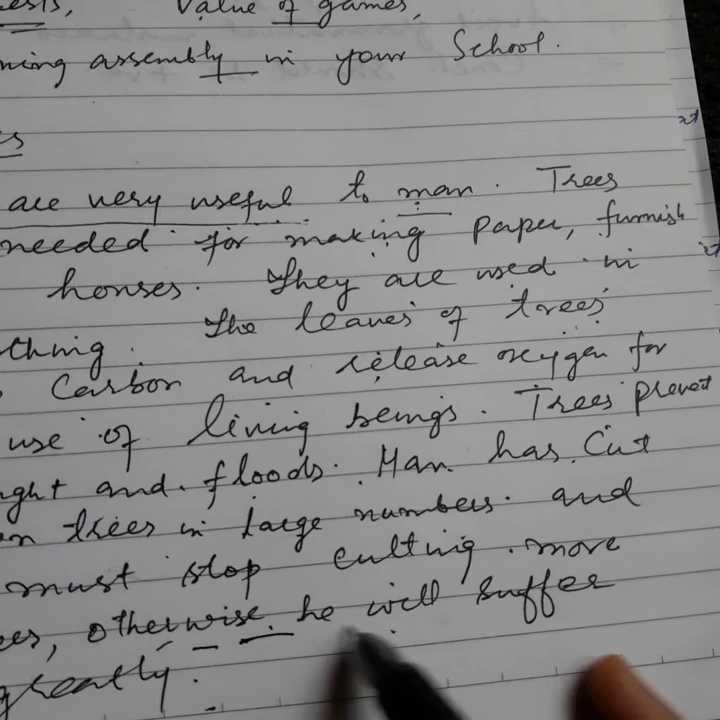 Value of games,
ning assembly in your School.
es
are very useful to man. Trees
needed for making paper, furnish
houses. They are used in
thing. The leaves of trees
Carbon and release oxygen for
use of living beings. Trees prevent
ght and floods. Man has Cut
n trees in large numbers. and
must stop cutting more
ees, otherwise he will suffer
greatly.